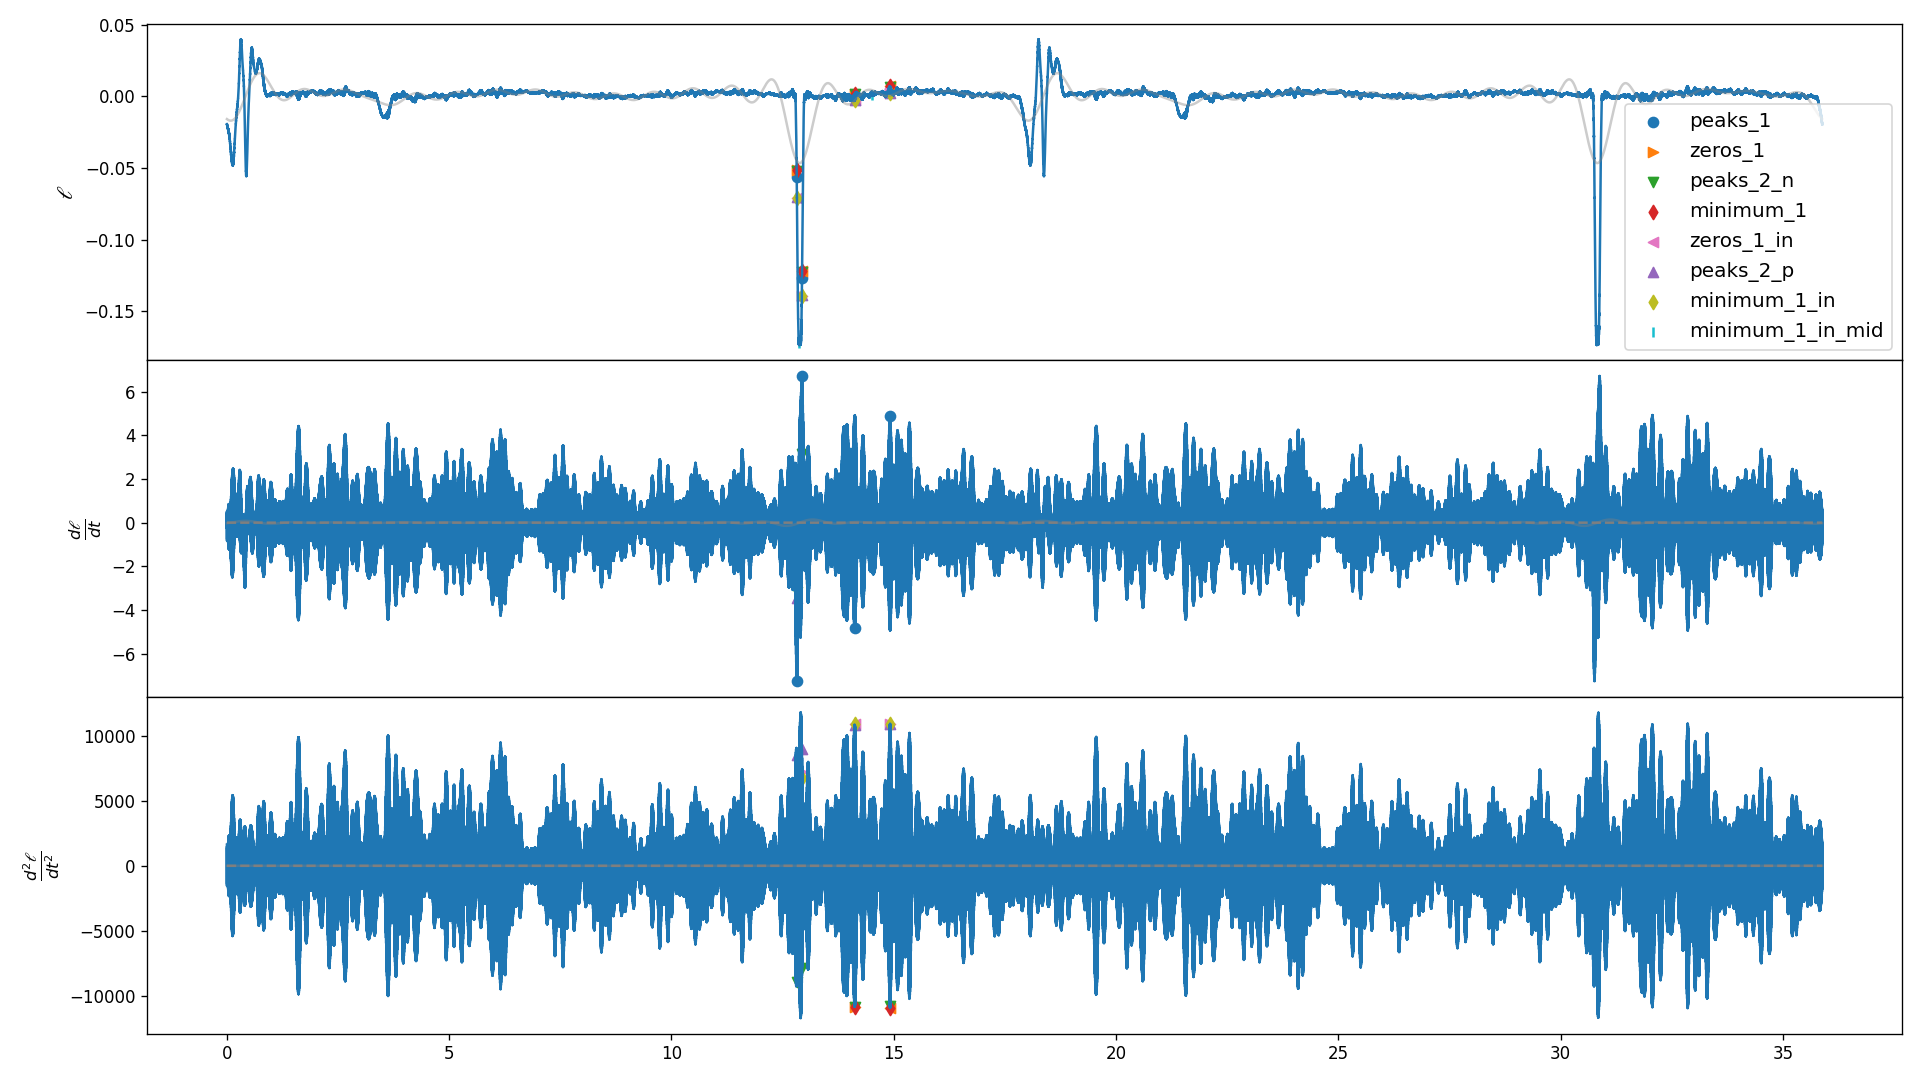 0.05
0.00
−0.05
−0.10
−0.15
ℓ
peaks_1
zeros_1
peaks_2_n
minimum_1
zeros_1_in
peaks_2_p
minimum_1_in
minimum_1_in_mid
6
4
2
0
−2
−4
−6
dℓ/dt
10000
5000
0
−5000
−10000
d²ℓ/dt²
0 5 10 15 20 25 30 35